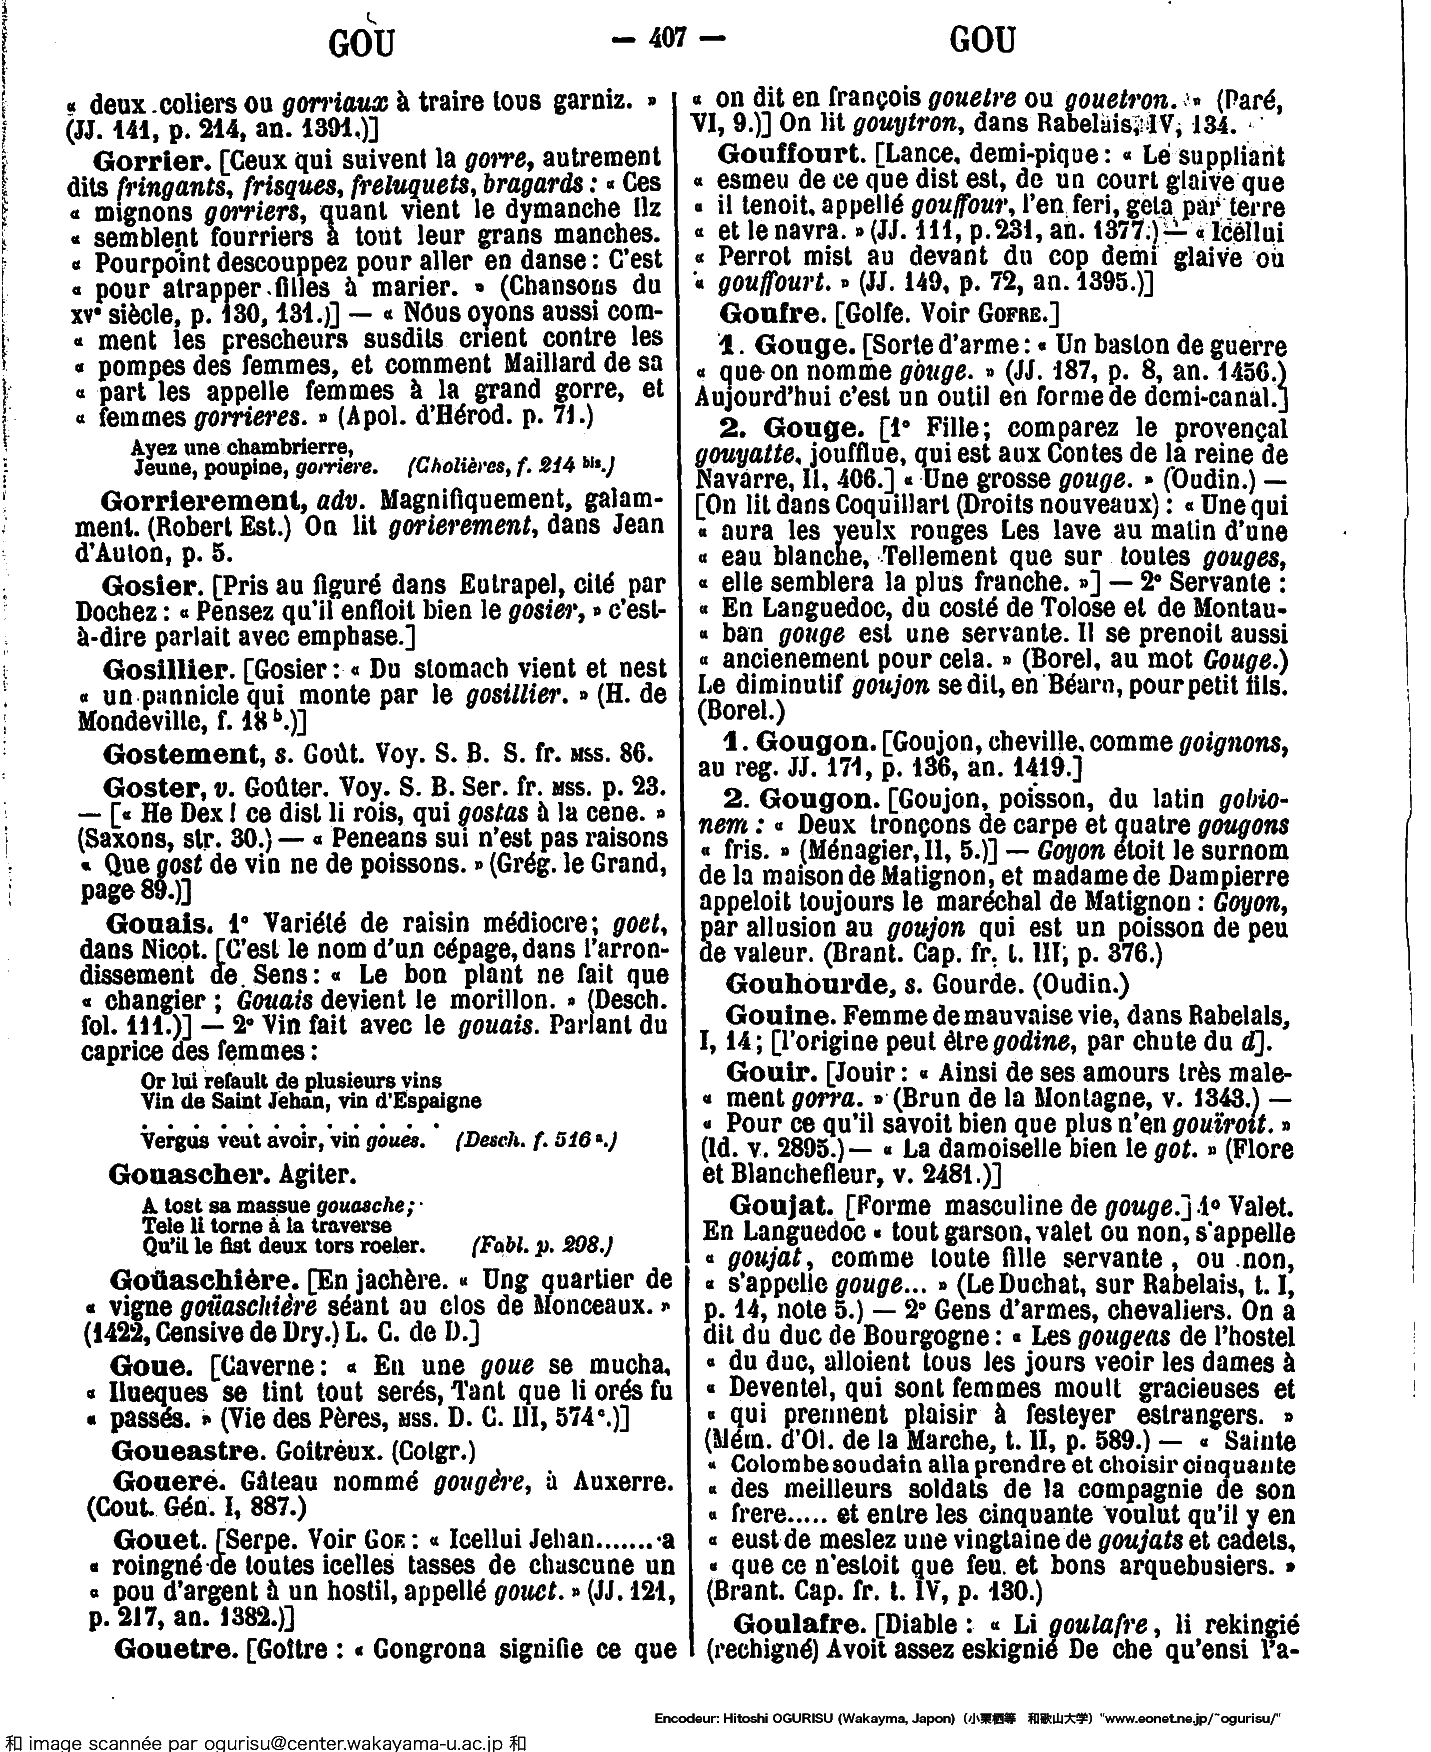 GOU — 407 — GOU
« deux coliers ou gorriaux à traire tous garniz. »
(JJ. 141, p. 214, an. 1391.)]
Gorrier. [Ceux qui suivent la gorre, autrement
dits fringants, frisques, freluquets, bragards : « Ces
« mignons gorriers, quant vient le dymanche Ilz
« semblent fourriers à tout leur grans manches.
« Pourpoint descouppez pour aller en danse : C'est
« pour atrapper filles à marier. » (Chansons du
XVe siècle, p. 130, 131.)] — « Nous oyons aussi com-
« ment les prescheurs susdits crient contre les
« pompes des femmes, et comment Maillard de sa
« part les appelle femmes à la grand gorre, et
« femmes gorrieres. » (Apol. d'Hérod. p. 71.)
Ayez une chambrierre,
Jeune, poupine, gorriere. (Cholières, f. 214 bis.)
Gorrierement, adv. Magnifiquement, galam-
ment. (Robert Est.) On lit gorierement, dans Jean
d'Auton, p. 5.
Gosier. [Pris au figuré dans Eutrapel, cité par
Dochez : « Pensez qu'il enfloit bien le gosier, » c'est-
à-dire parlait avec emphase.]
Gosillier. [Gosier : « Du stomach vient et nest
« un pannicle qui monte par le gosillier. » (H. de
Mondeville, f. 18 b.)]
Gostement, s. Goût. Voy. S. B. S. fr. MSS. 86.
Goster, v. Goûter. Voy. S. B. Ser. fr. MSS. p. 23.
— [« He Dex ! ce dist li rois, qui gostas à la cene. »
(Saxons, str. 30.) — « Peneans sui n'est pas raisons
« Que gost de vin ne de poissons. » (Grég. le Grand,
page 89.)]
Gouais. 1° Variété de raisin médiocre ; goet,
dans Nicot. [C'est le nom d'un cépage, dans l'arron-
dissement de Sens : « Le bon plant ne fait que
« changier ; Gouais devient le morillon. » (Desch.
fol. 111.)] — 2° Vin fait avec le gouais. Parlant du
caprice des femmes :
Or lui refault de plusieurs vins
Vin de Saint Jehan, vin d'Espaigne
. . . . . . . . . . . .
Vergus veut avoir, vin goues. (Desch. f. 516 a.)
Gouascher. Agiter.
A tost sa massue gouasche ;
Tele li torne à la traverse
Qu'il le fist deux tors roeler. (Fabl. p. 298.)
Goüaschière. [En jachère. « Ung quartier de
« vigne goüaschière séant au clos de Monceaux. »
(1422, Censive de Dry.) L. C. de D.]
Goue. [Caverne : « En une goue se mucha,
« Ilueques se tint tout serés, Tant que li orés fu
« passés. » (Vie des Pères, MSS. D. C. III, 574 c.)]
Goueastre. Goitreux. (Cotgr.)
Goueré. Gâteau nommé gougère, à Auxerre.
(Cout. Gén. I, 887.)
Gouet. [Serpe. Voir GOE : « Icellui Jehan....... a
« roingné de toutes icelles tasses de chascune un
« pou d'argent à un hostil, appellé gouet. » (JJ. 121,
p. 217, an. 1382.)]
Gouetre. [Goître : « Gongrona signifie ce que
« on dit en françois gouetre ou gouetron. » (Paré,
VI, 9.)] On lit gouytron, dans Rabelais, IV, 134.
Gouffourt. [Lance, demi-pique : « Le suppliant
« esmeu de ce que dist est, de un court glaive que
« il tenoit, appellé gouffour, l'en feri, geta par terre
« et le navra. » (JJ. 111, p. 231, an. 1377.) — « Icellui
« Perrot mist au devant du cop demi glaive ou
« gouffourt. » (JJ. 149, p. 72, an. 1395.)]
Goufre. [Golfe. Voir GOFRE.]
1. Gouge. [Sorte d'arme : « Un baston de guerre
« que on nomme gouge. » (JJ. 187, p. 8, an. 1456.)
Aujourd'hui c'est un outil en forme de demi-canal.]
2. Gouge. [1° Fille ; comparez le provençal
gouyatte, joufflue, qui est aux Contes de la reine de
Navarre, II, 406.] « Une grosse gouge. » (Oudin.) —
[On lit dans Coquillart (Droits nouveaux) : « Une qui
« aura les yeulx rouges Les lave au matin d'une
« eau blanche, Tellement que sur toutes gouges,
« elle semblera la plus franche. »] — 2° Servante :
« En Languedoc, du costé de Tolose et de Montau-
« ban gouge est une servante. Il se prenoit aussi
« ancienement pour cela. » (Borel, au mot Gouge.)
Le diminutif goujon se dit, en Béarn, pour petit fils.
(Borel.)
1. Gougon. [Goujon, cheville, comme goignons,
au reg. JJ. 171, p. 136, an. 1419.]
2. Gougon. [Goujon, poisson, du latin gobio-
nem : « Deux tronçons de carpe et quatre gougons
« fris. » (Ménagier, II, 5.)] — Goyon étoit le surnom
de la maison de Matignon, et madame de Dampierre
appeloit toujours le maréchal de Matignon : Goyon,
par allusion au goujon qui est un poisson de peu
de valeur. (Brant. Cap. fr. t. III, p. 376.)
Gouhourde, s. Gourde. (Oudin.)
Gouine. Femme de mauvaise vie, dans Rabelais,
I, 14 ; [l'origine peut être godine, par chute du d].
Gouir. [Jouir : « Ainsi de ses amours très male-
« ment gorra. » (Brun de la Montagne, v. 1343.) —
« Pour ce qu'il savoit bien que plus n'en gouïroit. »
(Id. v. 2895.) — « La damoiselle bien le got. » (Flore
et Blanchefleur, v. 2481.)]
Goujat. [Forme masculine de gouge.] 1° Valet.
En Languedoc « tout garson, valet ou non, s'appelle
« goujat, comme toute fille servante, ou non,
« s'appelle gouge... » (Le Duchat, sur Rabelais, t. I,
p. 14, note 5.) — 2° Gens d'armes, chevaliers. On a
dit du duc de Bourgogne : « Les gougeas de l'hostel
« du duc, alloient tous les jours veoir les dames à
« Deventel, qui sont femmes moult gracieuses et
« qui prennent plaisir à festeyer estrangers. »
(Mém. d'Ol. de la Marche, t. II, p. 589.) — « Sainte
« Colombe soudain alla prendre et choisir cinquante
« des meilleurs soldats de la compagnie de son
« frere..... et entre les cinquante voulut qu'il y en
« eust de meslez une vingtaine de goujats et cadets,
« que ce n'estoit que feu et bons arquebusiers. »
(Brant. Cap. fr. t. IV, p. 130.)
Goulafre. [Diable : « Li goulafre, li rekingié
(rechigné) Avoit assez eskignié De che qu'ensi l'a-
Encodeur: Hitoshi OGURISU (Wakayma, Japon) (小栗栖等 和歌山大学) "www.eonet.ne.jp/~ogurisu/"
和 image scannée par ogurisu@center.wakayama-u.ac.jp 和